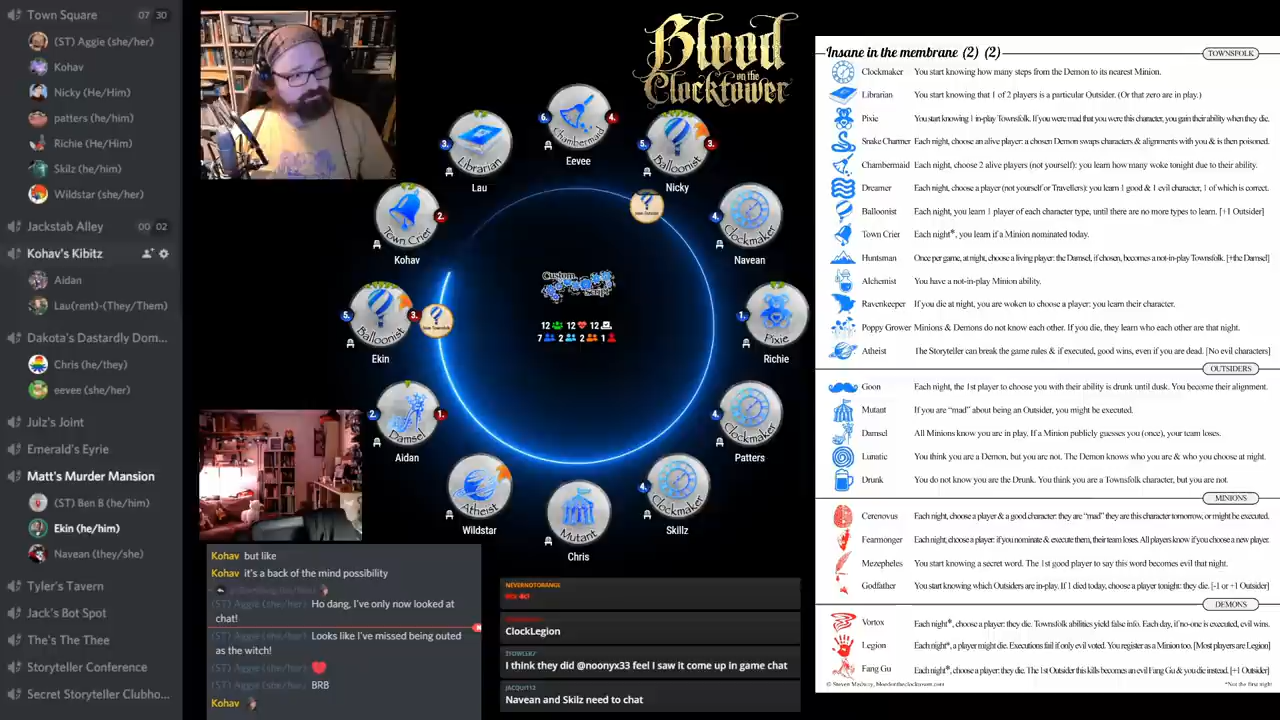 Town Square
07 30
(ST) Aggie (she/her)
Kohav
Nicky (He/Him)
patters (he/him)
Richie (He/Him)
Skilz (he/him)
Wildstar (she/her)
Jackstab Alley
00 02
Kohav's Kibitz
Aidan
Lau(rent)-(They/Them)
Dakota's Dastardly Dom...
Chris (he/they)
eevee (she/her)
Julz's Joint
Emerald's Eyrie
Matt's Murder Mansion
(ST) Ben B (he/him)
Ekin (he/him)
Navean (they/she)
Tyler's Tavern
The's Three Thee
Storyteller Conference
Secret Storyteller Clubho...
Blood
on the
Clocktower
3.
Librarian
Lau
6.
Chambermaid
4.
Eevee
5.
Balloonist
3.
Nicky
4.
Clockmaker
Navean
1.
Pixie
Richie
4.
Clockmaker
Patters
4.
Clockmaker
Skillz
Mutant
Chris
Atheist
Wildstar
2.
Damsel
1.
Aidan
5.
Balloonist
3.
Ekin
Town Crier
2.
Kohav
Custom
Script
12 12 12
7 2 2 1
Kohav but like
Kohav it's a back of the mind possibility
(ST) Aggie (she/her) Ho dang, I've only now looked at
chat!
(ST) Aggie (she/her) Looks like I've missed being outed
as the witch!
(ST) Aggie (she/her)
(ST) Aggie (she/her) BRB
Kohav
NEVERNOTORANGE
ClockLegion
I think they did @noonyx33 feel I saw it come up in game chat
JACQUI112
Navean and Skilz need to chat
Insane in the membrane (2) (2)
TOWNSFOLK
Clockmaker You start knowing how many steps from the Demon to its nearest Minion.
Librarian You start knowing that 1 of 2 players is a particular Outsider. (Or that zero are in play.)
Pixie You start knowing 1 in-play Townsfolk. If you were mad that you were this character, you gain their ability when they die.
Snake Charmer Each night, choose an alive player: a chosen Demon swaps characters & alignments with you & is then poisoned.
Chambermaid Each night, choose 2 alive players (not yourself): you learn how many woke tonight due to their ability.
Dreamer Each night, choose a player (not yourself or Travellers): you learn 1 good & 1 evil character, 1 of which is correct.
Balloonist Each night, you learn 1 player of each character type, until there are no more types to learn. [+1 Outsider]
Town Crier Each night*, you learn if a Minion nominated today.
Huntsman Once per game, at night, choose a living player: the Damsel, if chosen, becomes a not-in-play Townsfolk. [+the Damsel]
Alchemist You have a not-in-play Minion ability.
Ravenkeeper If you die at night, you are woken to choose a player: you learn their character.
Poppy Grower Minions & Demons do not know each other. If you die, they learn who each other are that night.
Atheist The Storyteller can break the game rules & if executed, good wins, even if you are dead. [No evil characters]
OUTSIDERS
Goon Each night, the 1st player to choose you with their ability is drunk until dusk. You become their alignment.
Mutant If you are “mad” about being an Outsider, you might be executed.
Damsel All Minions know you are in play. If a Minion publicly guesses you (once), your team loses.
Lunatic You think you are a Demon, but you are not. The Demon knows who you are & who you choose at night.
Drunk You do not know you are the Drunk. You think you are a Townsfolk character, but you are not.
MINIONS
Cerenovus Each night, choose a player & a good character: they are “mad” they are this character tomorrow, or might be executed.
Fearmonger Each night, choose a player: if you nominate & execute them, their team loses. All players know if you choose a new player.
Mezepheles You start knowing a secret word. The 1st good player to say this word becomes evil that night.
Godfather You start knowing which Outsiders are in-play. If 1 died today, choose a player tonight: they die. [-1 or +1 Outsider]
DEMONS
Vortox Each night*, choose a player: they die. Townsfolk abilities yield false info. Each day, if no-one is executed, evil wins.
Legion Each night*, a player might die. Executions fail if only evil voted. You register as a Minion too. [Most players are Legion]
Fang Gu Each night*, choose a player: they die. The 1st Outsider this kills becomes an evil Fang Gu & you die instead. [+1 Outsider]
© Steven Medway, bloodontheclocktower.com
*Not the first night